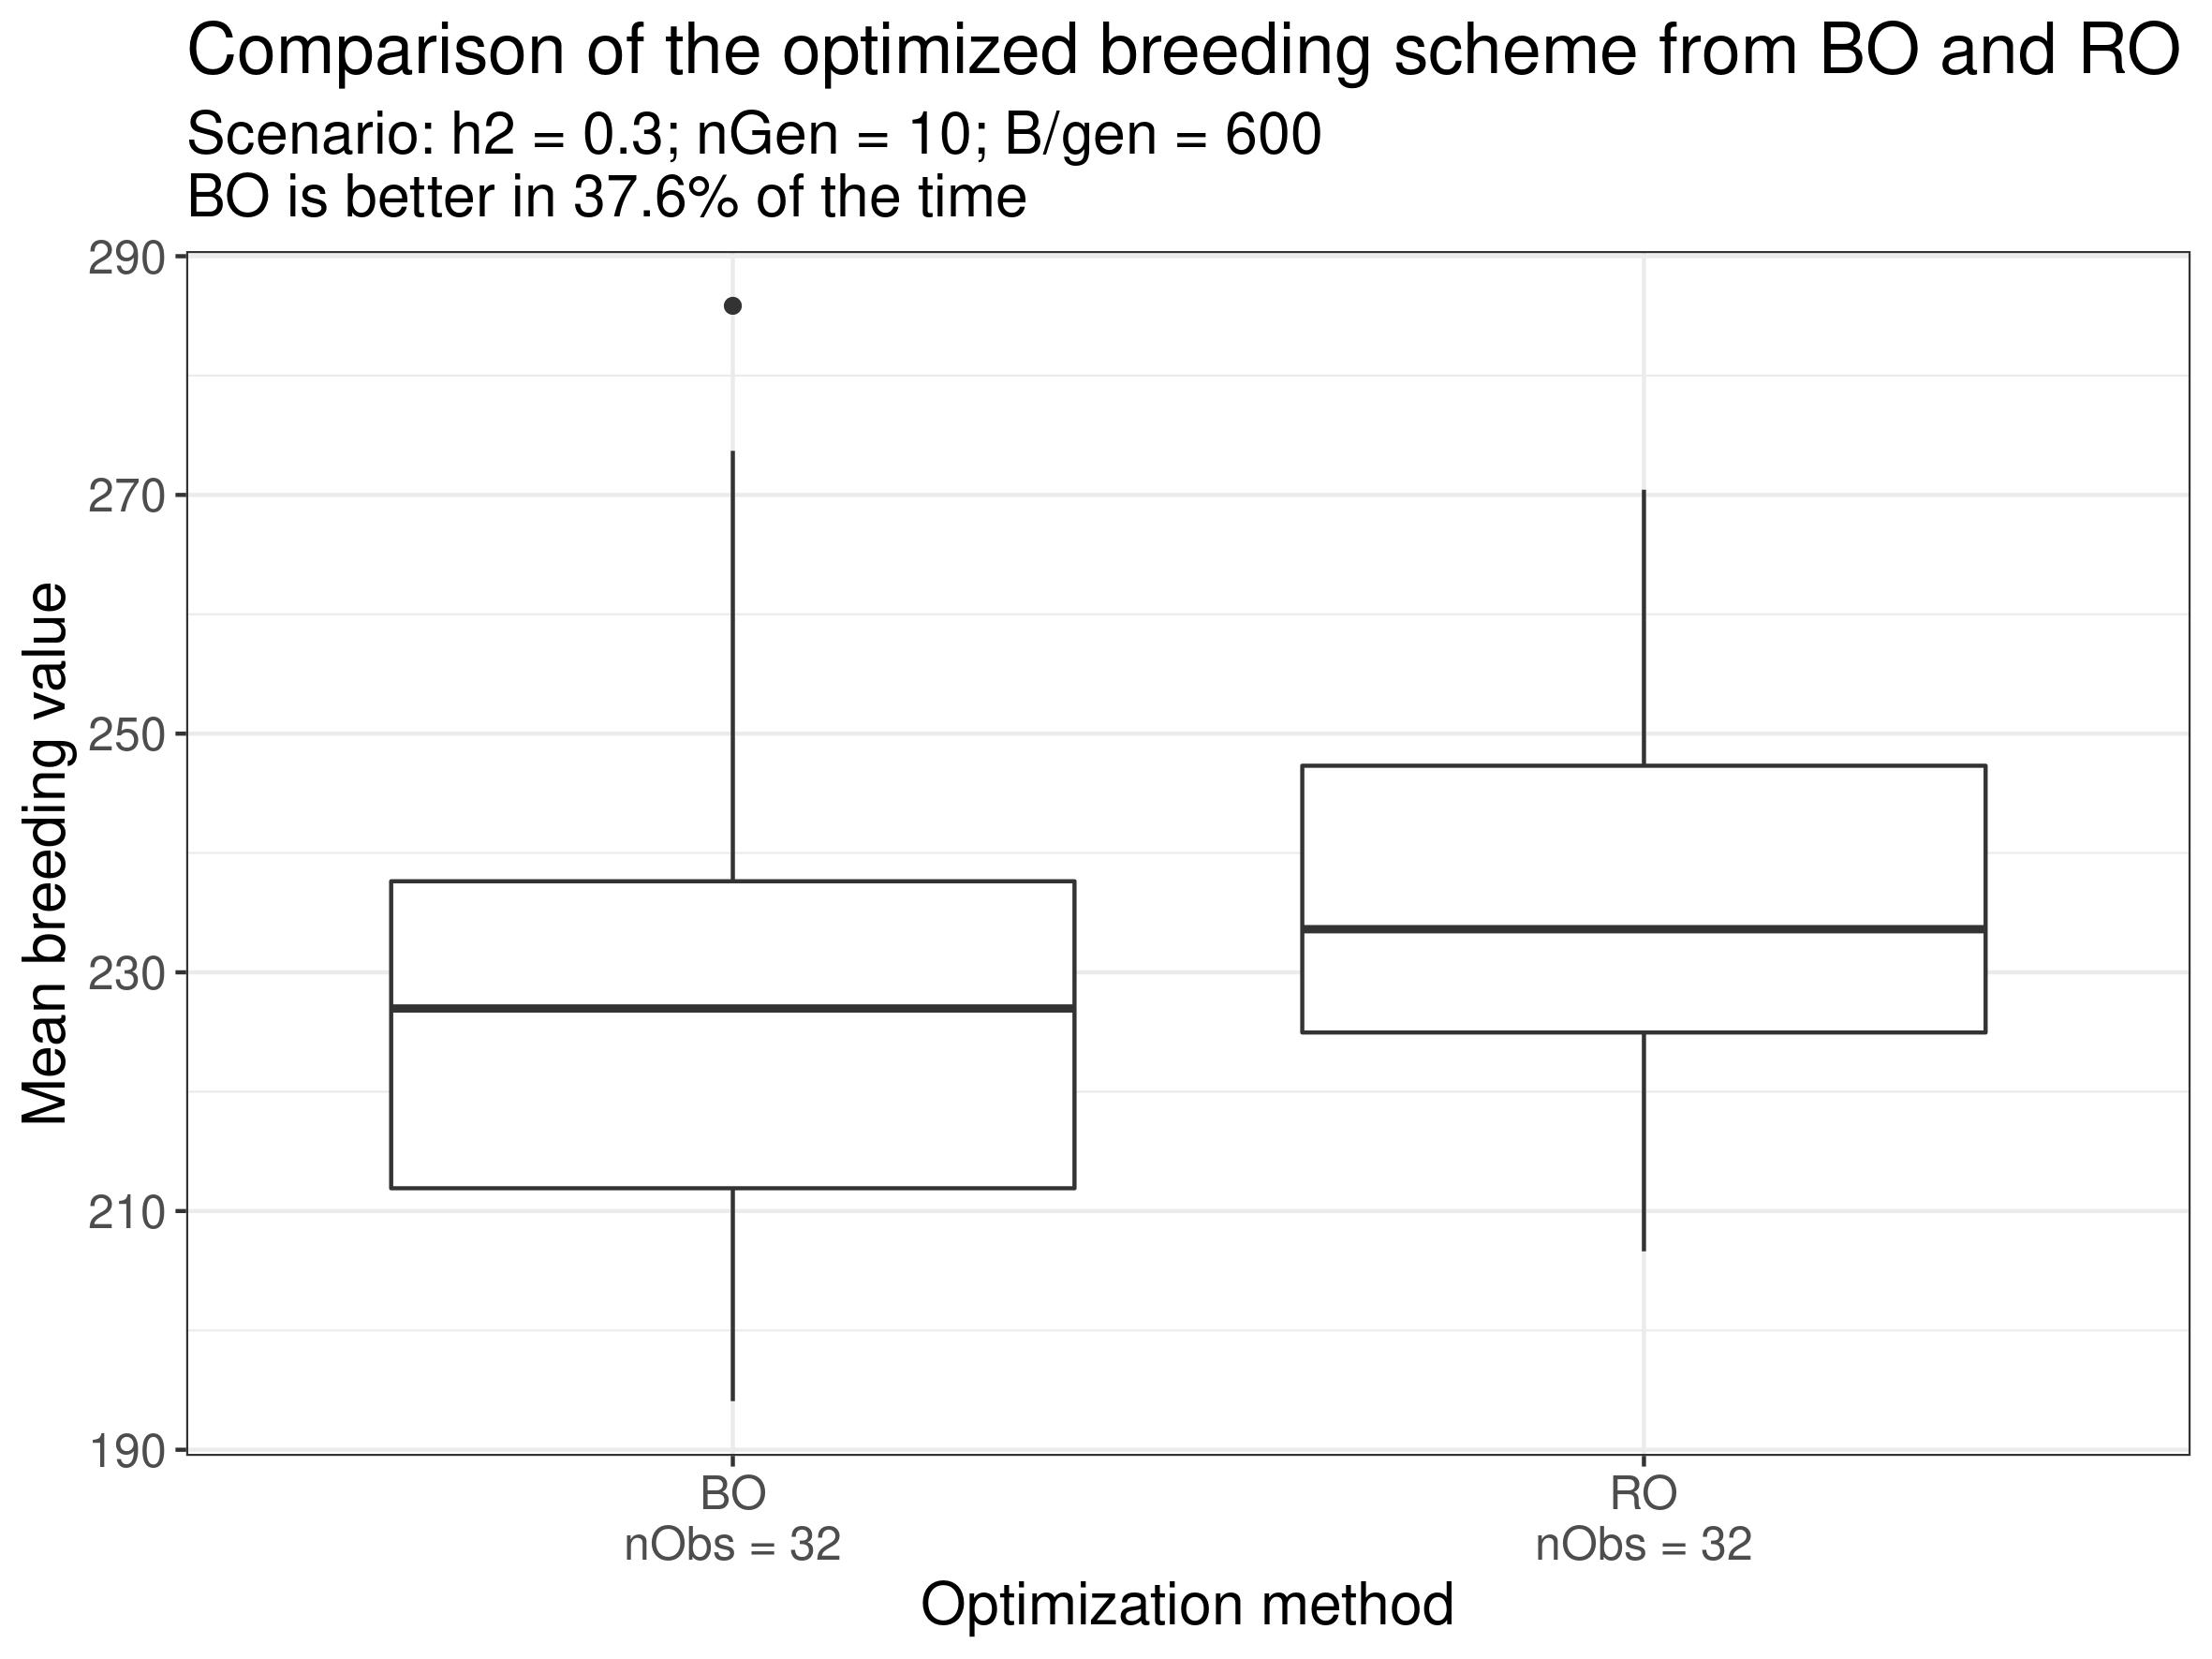 Comparison of the optimized breeding scheme from BO and RO
Scenario: h2 = 0.3; nGen = 10; B/gen = 600
BO is better in 37.6% of the time
Mean breeding value
290
270
250
230
210
190
BO
nObs = 32
RO
nObs = 32
Optimization method